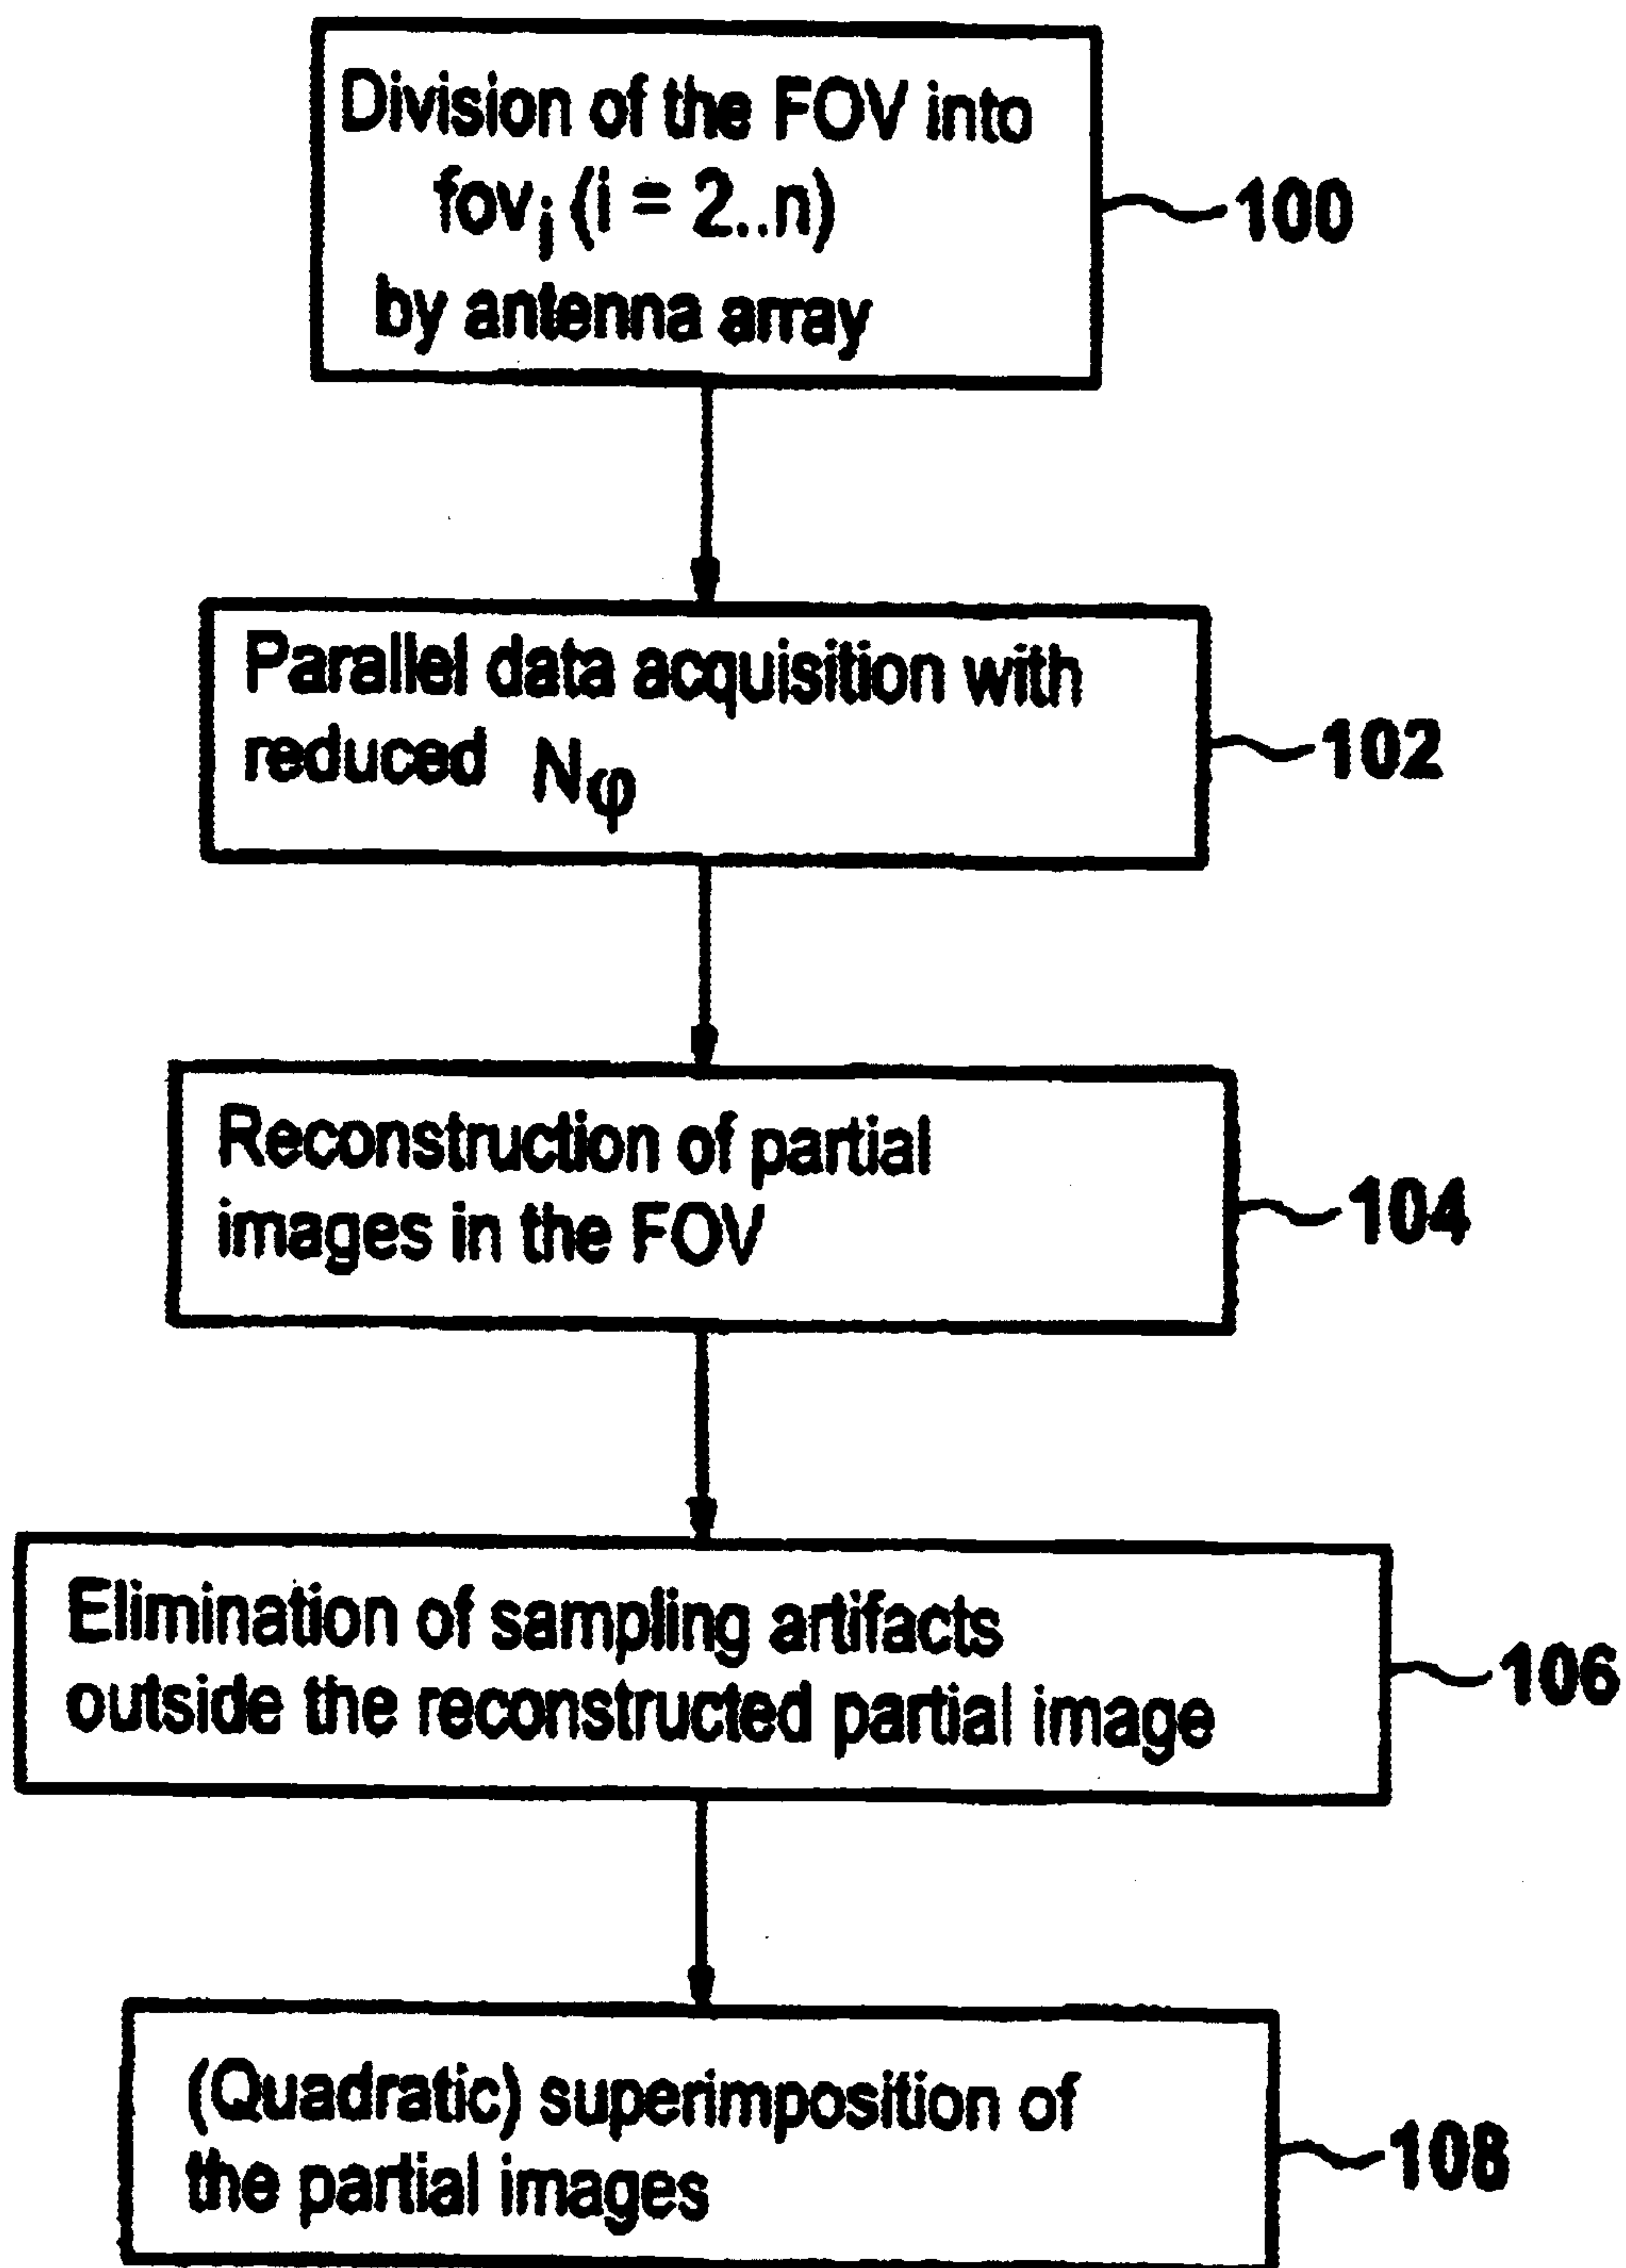 Division of the FOV into
fovi (i = 2..n)
by antenna array
100
Parallel data acquisition with
reduced Nφ
102
Reconstruction of partial
images in the FOV
104
Elimination of sampling artifacts
outside the reconstructed partial image
106
(Quadratic) superimposition of
the partial images
108